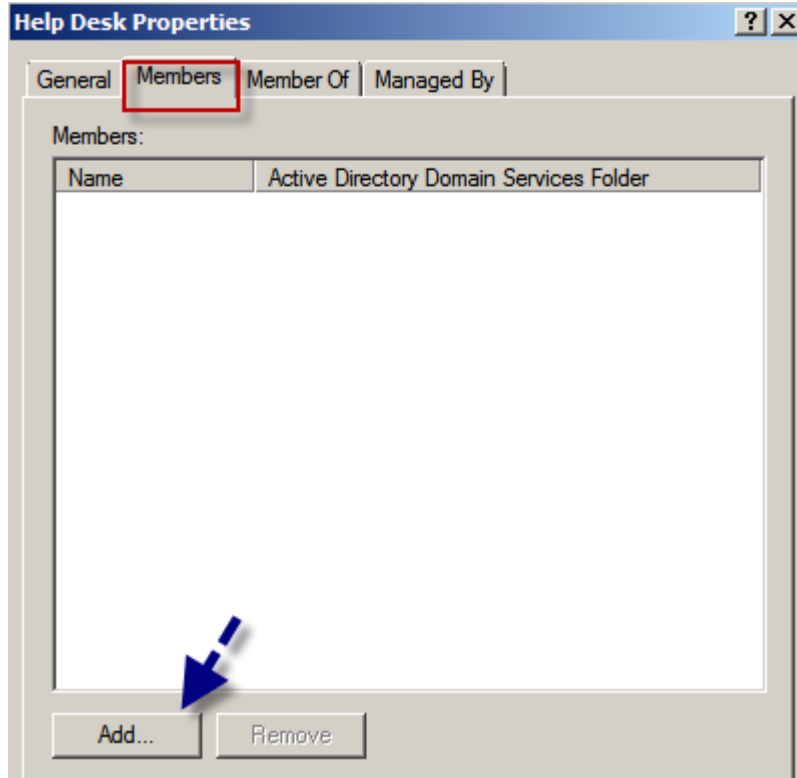 Help Desk Properties ? X
General Members Member Of Managed By
Members:
Name Active Directory Domain Services Folder
Add... Remove